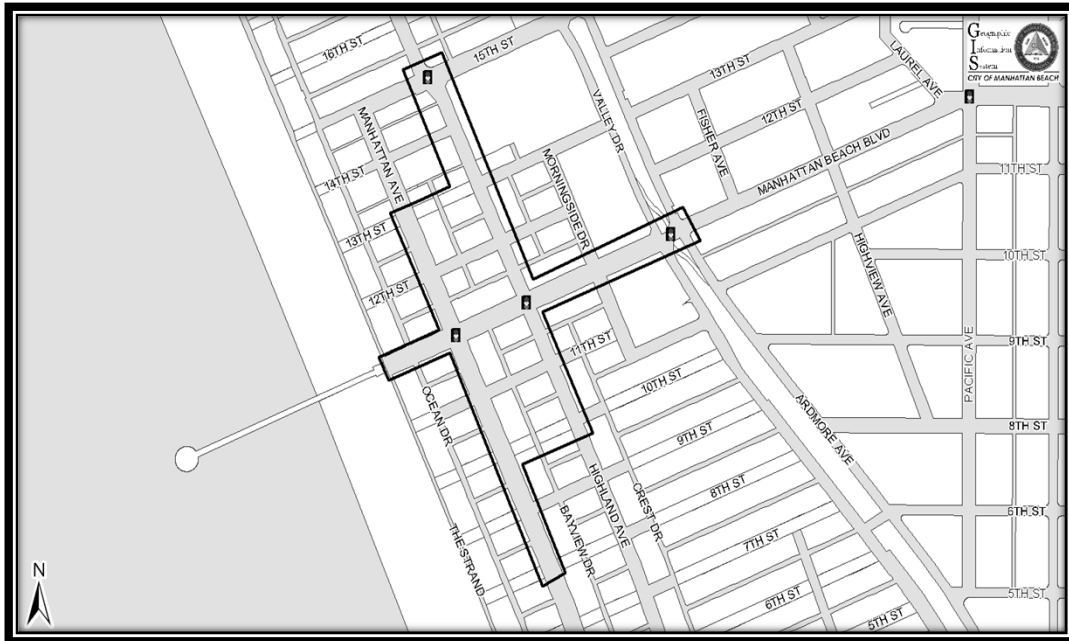 Geographic
Information
System
CITY OF MANHATTAN BEACH
16TH ST
15TH ST
LAUREL AVE
13TH ST
VALLEY DR
FISHER AVE
12TH ST
MANHATTAN BEACH BLVD
MANHATTAN AVE
14TH ST
MORNINGSIDE DR
11TH ST
13TH ST
HIGHVIEW AVE
10TH ST
12TH ST
11TH ST
9TH ST
OCEAN DR
10TH ST
PACIFIC AVE
ARDMORE AVE
9TH ST
8TH ST
8TH ST
HIGHLAND AVE
CREST DR
BAYVIEW DR
6TH ST
THE STRAND
7TH ST
6TH ST
5TH ST
5TH ST
N